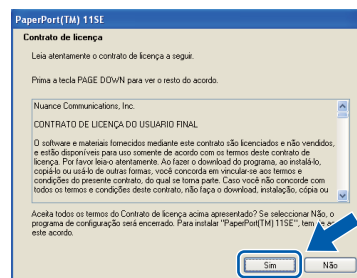 PaperPort(TM) 11SE
Contrato de licença
Leia atentamente o contrato de licença a seguir.
Prima a tecla PAGE DOWN para ver o resto do acordo.
Nuance Communications, Inc.
CONTRATO DE LICENÇA DO USUARIO FINAL
O software e materiais fornecidos mediante este contrato são licenciados e não vendidos,
e estão disponíveis para uso somente de acordo com os termos deste contrato de
licença. Por favor leia-o atentamente. Ao fazer o download do programa, ao instalá-lo,
copiá-lo ou usá-lo de outras formas, você concorda em vincular-se aos termos e
condições do presente contrato, do qual se torna parte. Caso você não concorde com
todos os termos e condições deste contrato, não faça o download, instalação, cópia ou
Aceita todos os termos do Contrato de licença acima apresentado? Se seleccionar Não, o
programa de configuração será encerrado. Para instalar "PaperPort(TM) 11SE", tem de
este acordo.
Sim
Não